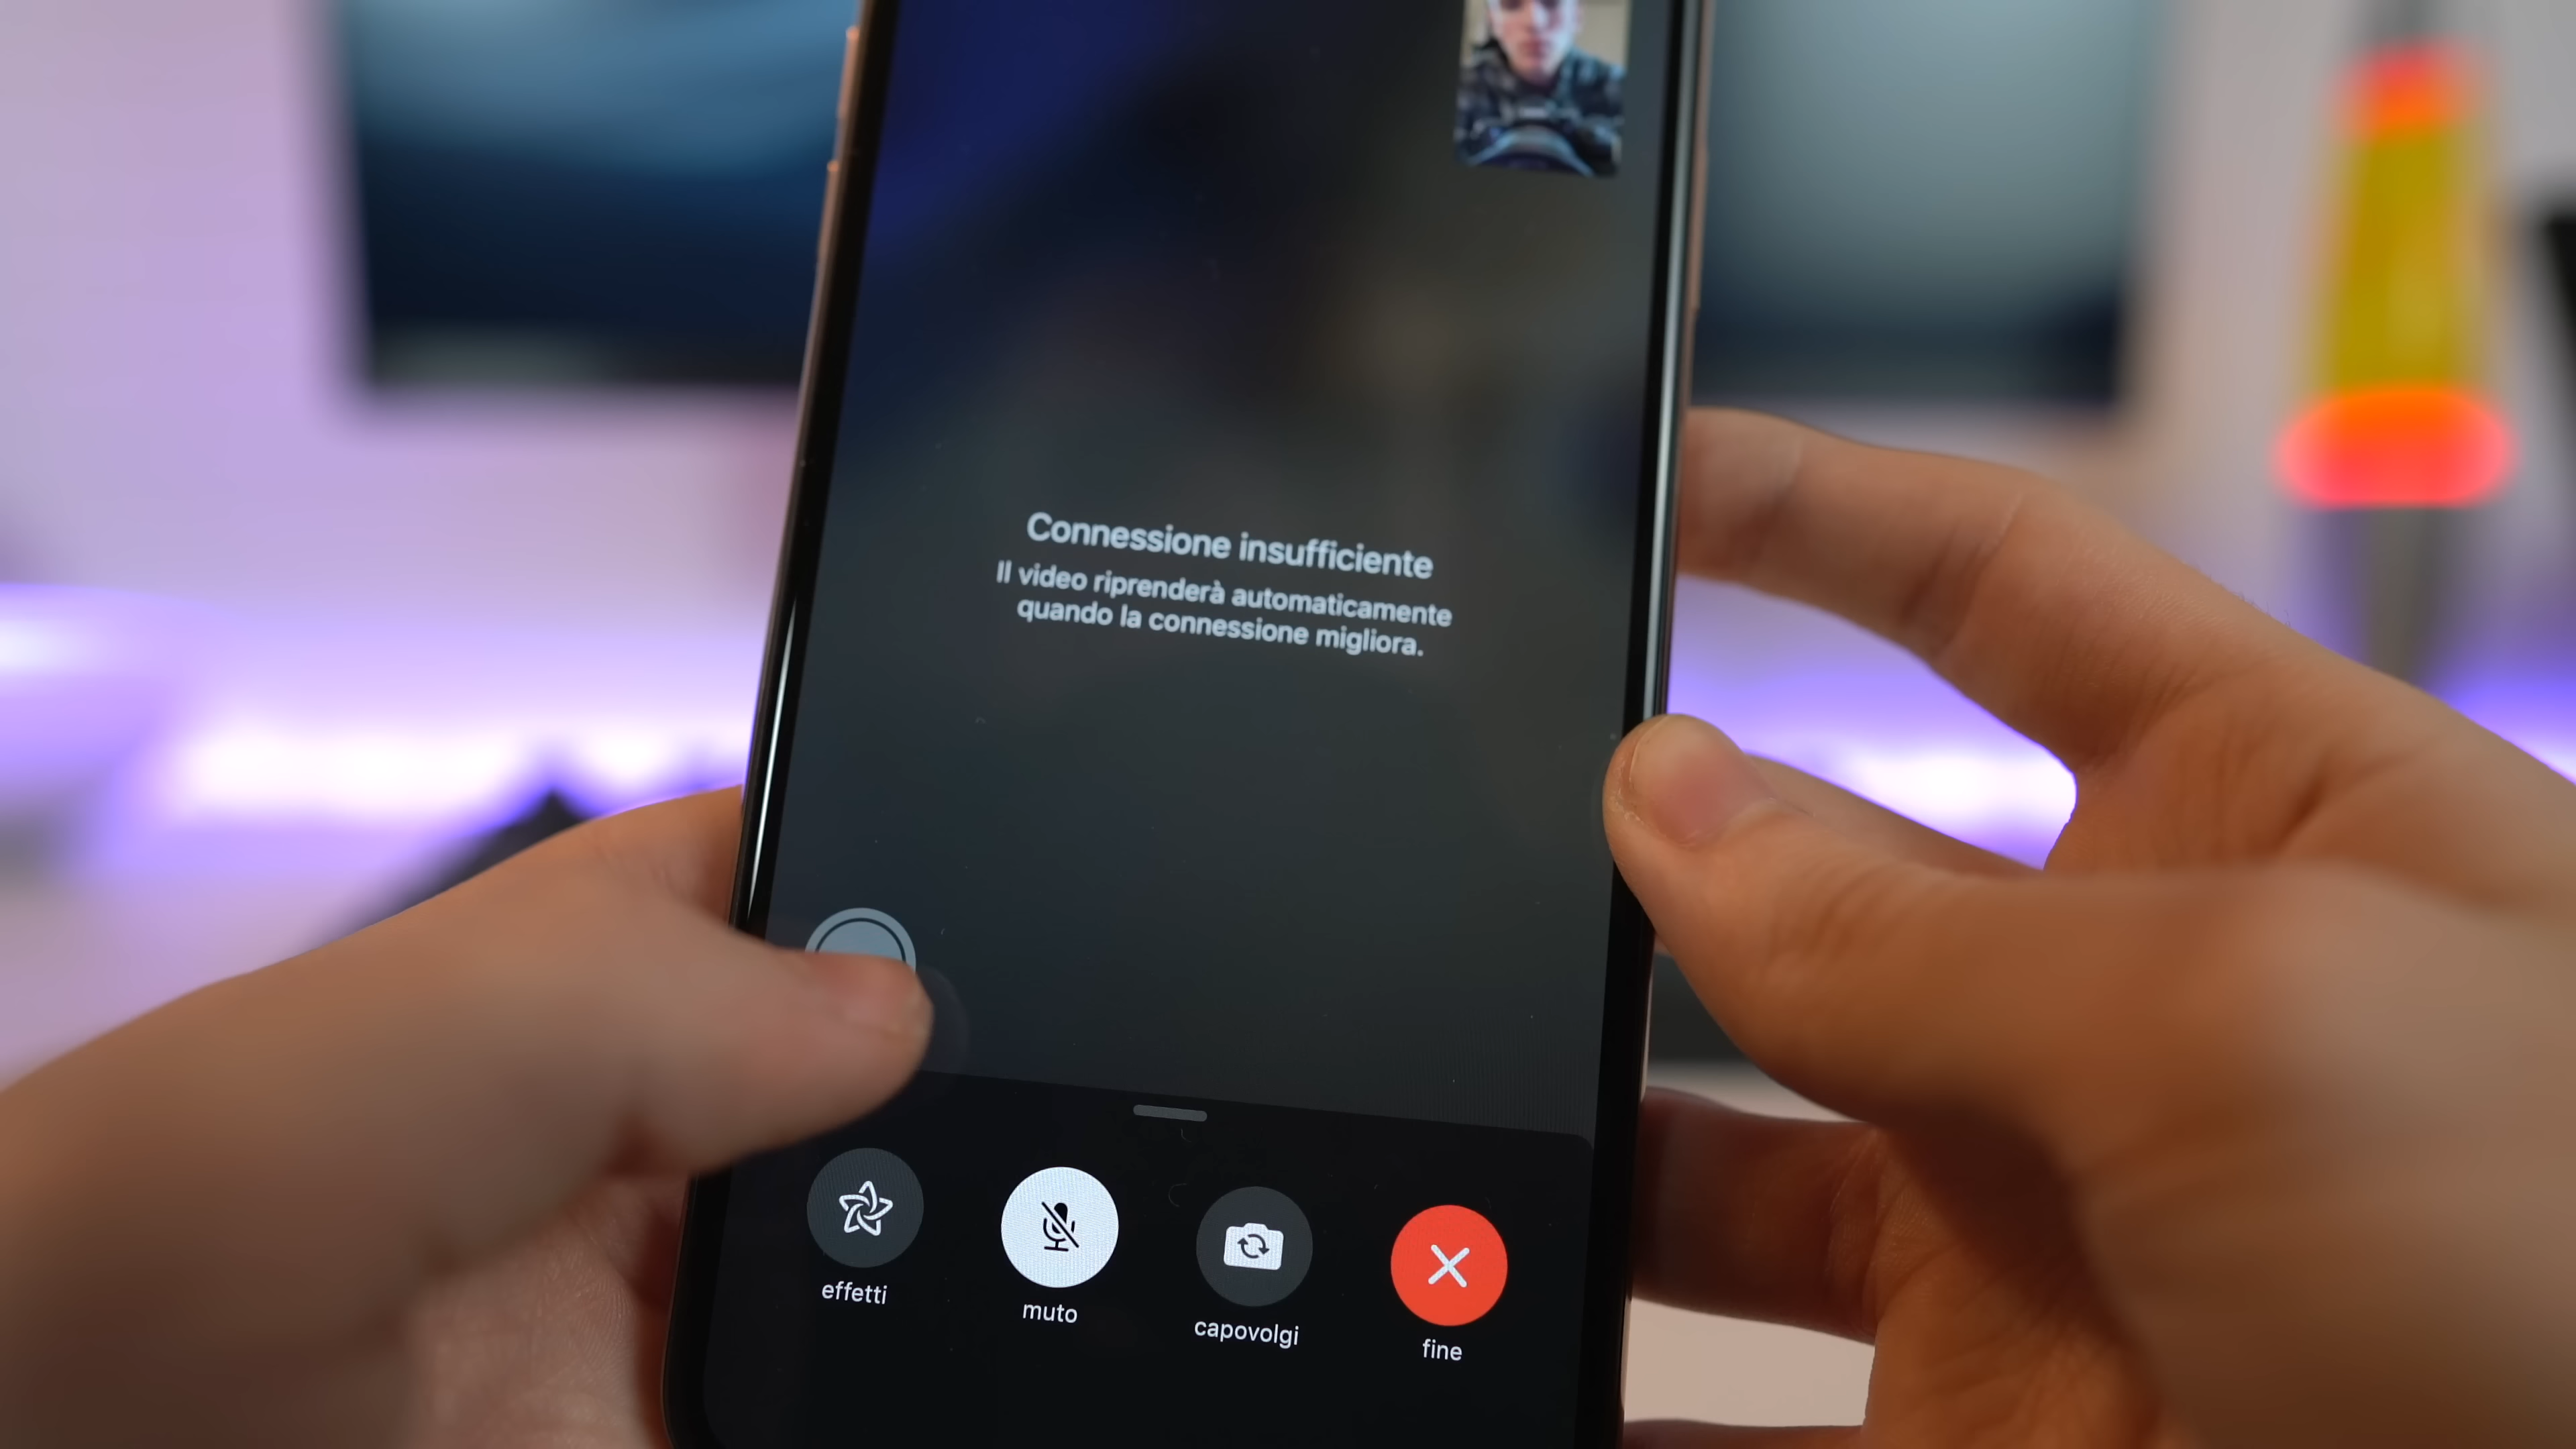 Connessione insufficiente
Il video riprenderà automaticamente
quando la connessione migliora.
effetti
muto
capovolgi
fine